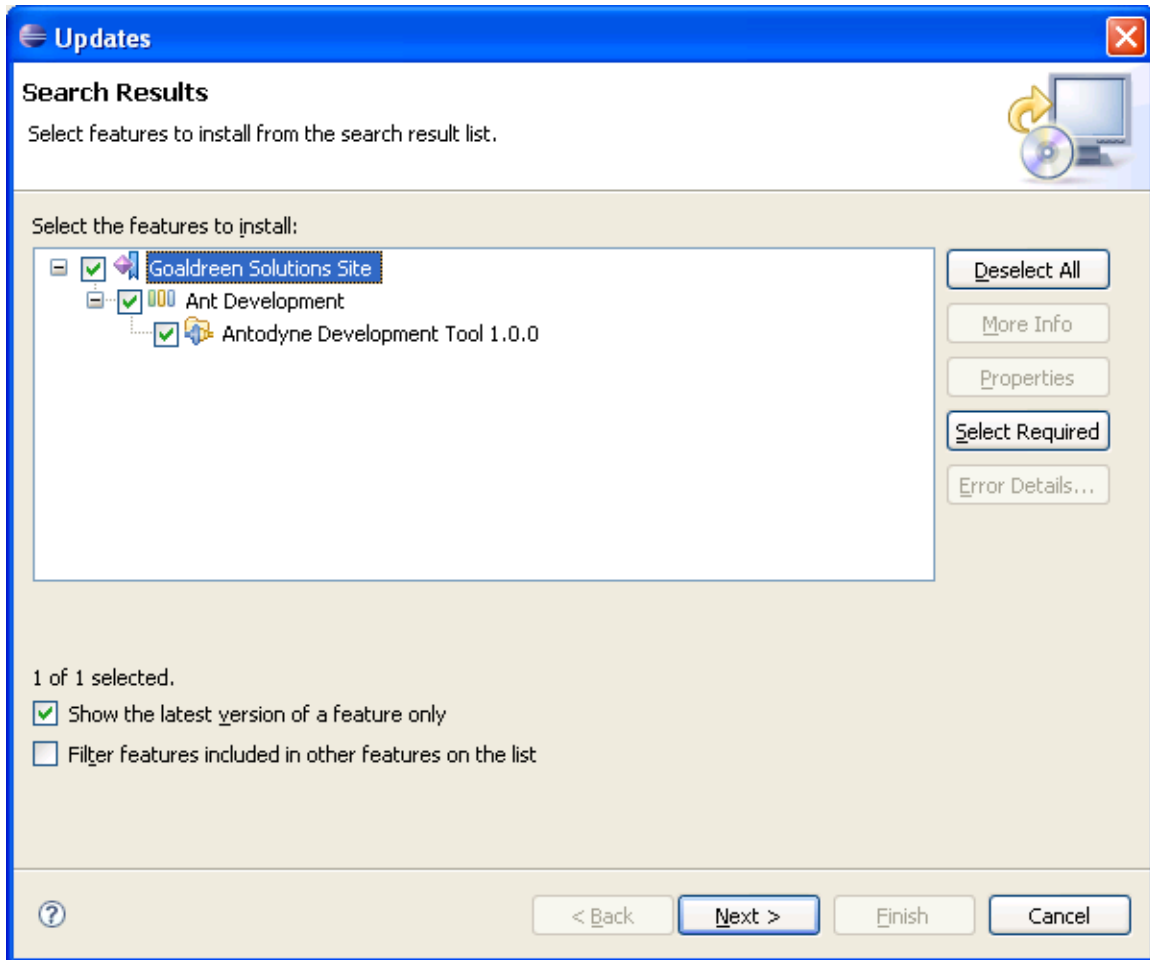 Updates
Search Results
Select features to install from the search result list.
Select the features to install:
Goaldreen Solutions Site
Ant Development
Antodyne Development Tool 1.0.0
Deselect All
More Info
Properties
Select Required
Error Details...
1 of 1 selected.
Show the latest version of a feature only
Filter features included in other features on the list
?
< Back
Next >
Finish
Cancel